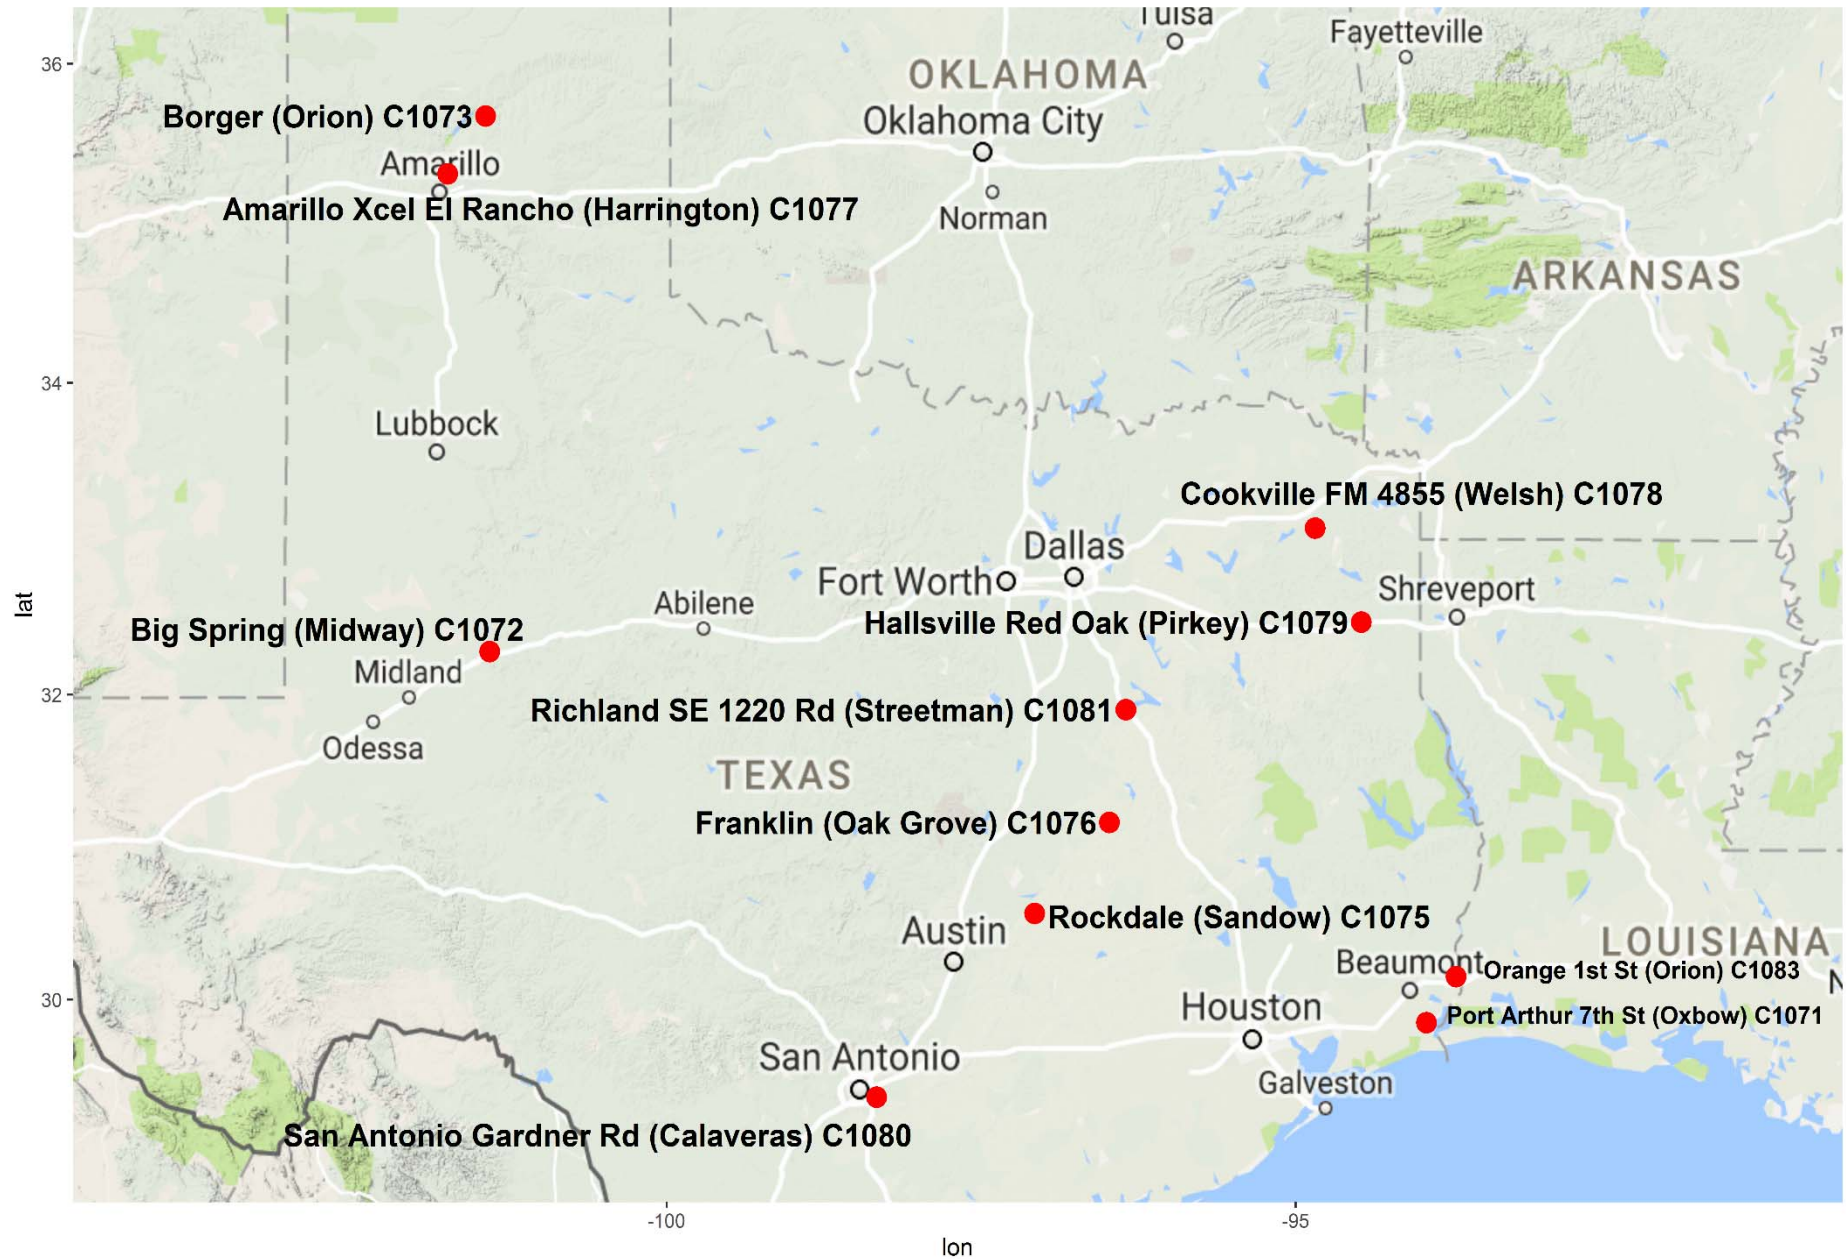 Tulsa
Fayetteville
36
OKLAHOMA
Borger (Orion) C1073
Oklahoma City
Amarillo
Amarillo Xcel El Rancho (Harrington) C1077
Norman
ARKANSAS
34
Lubbock
Cookville FM 4855 (Welsh) C1078
Dallas
Fort Worth
Shreveport
Abilene
Hallsville Red Oak (Pirkey) C1079
Big Spring (Midway) C1072
lat
Midland
32
Richland SE 1220 Rd (Streetman) C1081
Odessa
TEXAS
Franklin (Oak Grove) C1076
Rockdale (Sandow) C1075
Austin
LOUISIANA
Beaumont
Orange 1st St (Orion) C1083
N
30
Houston
Port Arthur 7th St (Oxbow) C1071
San Antonio
Galveston
San Antonio Gardner Rd (Calaveras) C1080
-100
-95
lon